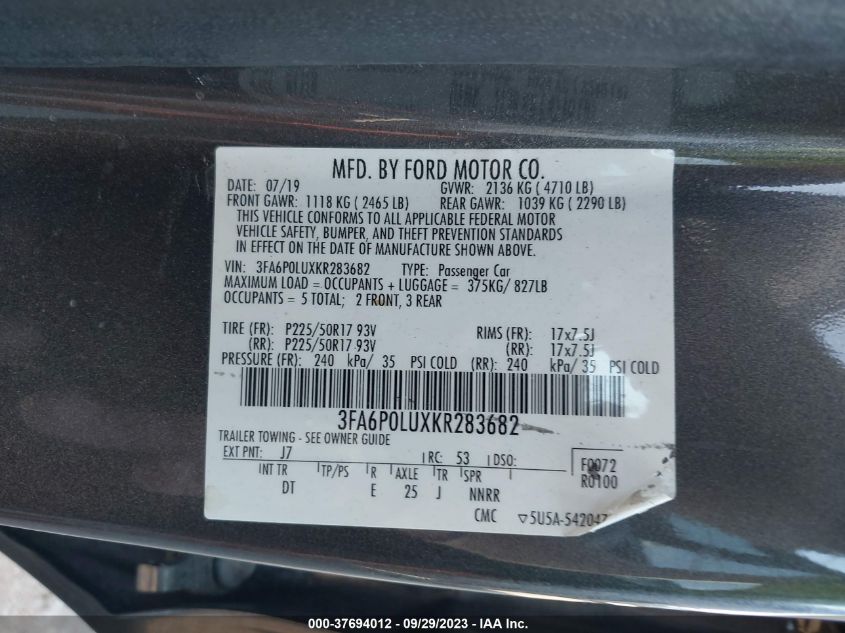 MFD. BY FORD MOTOR CO.
DATE: 07/19 GVWR: 2136 KG ( 4710 LB)
FRONT GAWR: 1118 KG ( 2465 LB) REAR GAWR: 1039 KG ( 2290 LB)
THIS VEHICLE CONFORMS TO ALL APPLICABLE FEDERAL MOTOR
VEHICLE SAFETY, BUMPER, AND THEFT PREVENTION STANDARDS
IN EFFECT ON THE DATE OF MANUFACTURE SHOWN ABOVE.
VIN: 3FA6P0LUXKR283682 TYPE: Passenger Car
MAXIMUM LOAD = OCCUPANTS + LUGGAGE = 375KG/ 827LB
OCCUPANTS = 5 TOTAL; 2 FRONT, 3 REAR
TIRE (FR): P225/50R17 93V RIMS (FR): 17x7.5J
(RR): P225/50R17 93V (RR): 17x7.5J
PRESSURE (FR): 240 kPa/ 35 PSI COLD (RR): 240 kPa/ 35 PSI COLD
3FA6P0LUXKR283682
TRAILER TOWING - SEE OWNER GUIDE
EXT PNT: J7 RC: 53 DSO: F0072
R0100
INT TR TP/PS R AXLE TR SPR
DT E 25 J NNRR
CMC ▽5U5A-54204
000-37694012 - 09/29/2023 - IAA Inc.